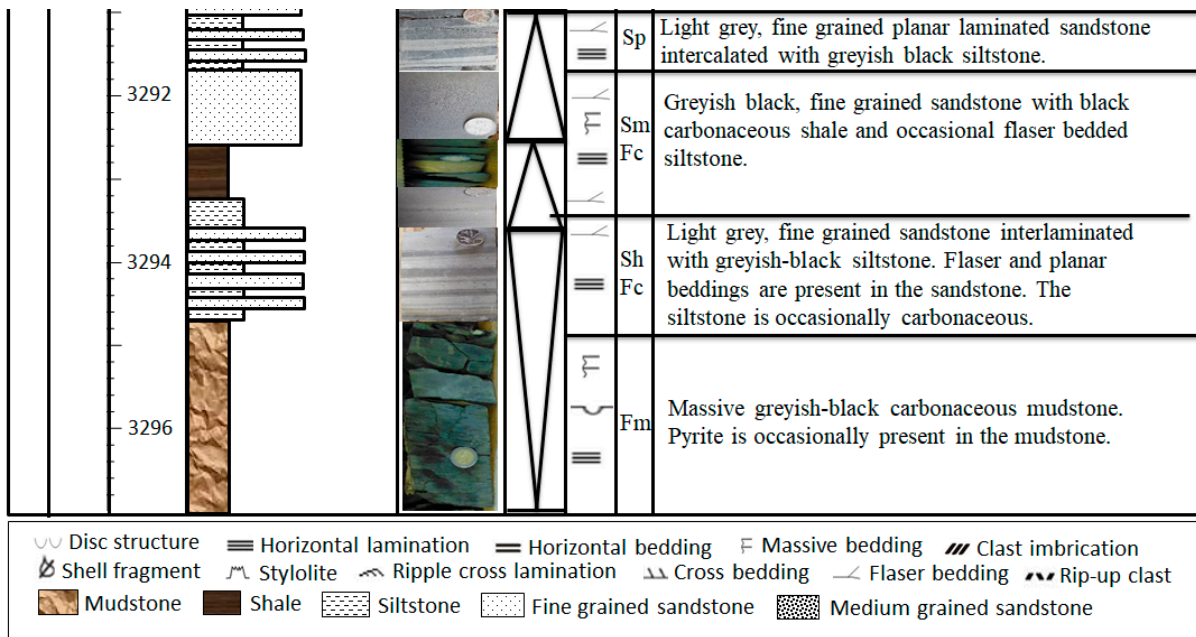 Sp
Light grey, fine grained planar laminated sandstone
intercalated with greyish black siltstone.
3292
Sm
Fc
Greyish black, fine grained sandstone with black
carbonaceous shale and occasional flaser bedded
siltstone.
3294
Sh
Fc
Light grey, fine grained sandstone interlaminated
with greyish-black siltstone. Flaser and planar
beddings are present in the sandstone. The
siltstone is occasionally carbonaceous.
3296
Fm
Massive greyish-black carbonaceous mudstone.
Pyrite is occasionally present in the mudstone.
Disc structure Horizontal lamination Horizontal bedding Massive bedding Clast imbrication
Shell fragment Stylolite Ripple cross lamination Cross bedding Flaser bedding Rip-up clast
Mudstone Shale Siltstone Fine grained sandstone Medium grained sandstone